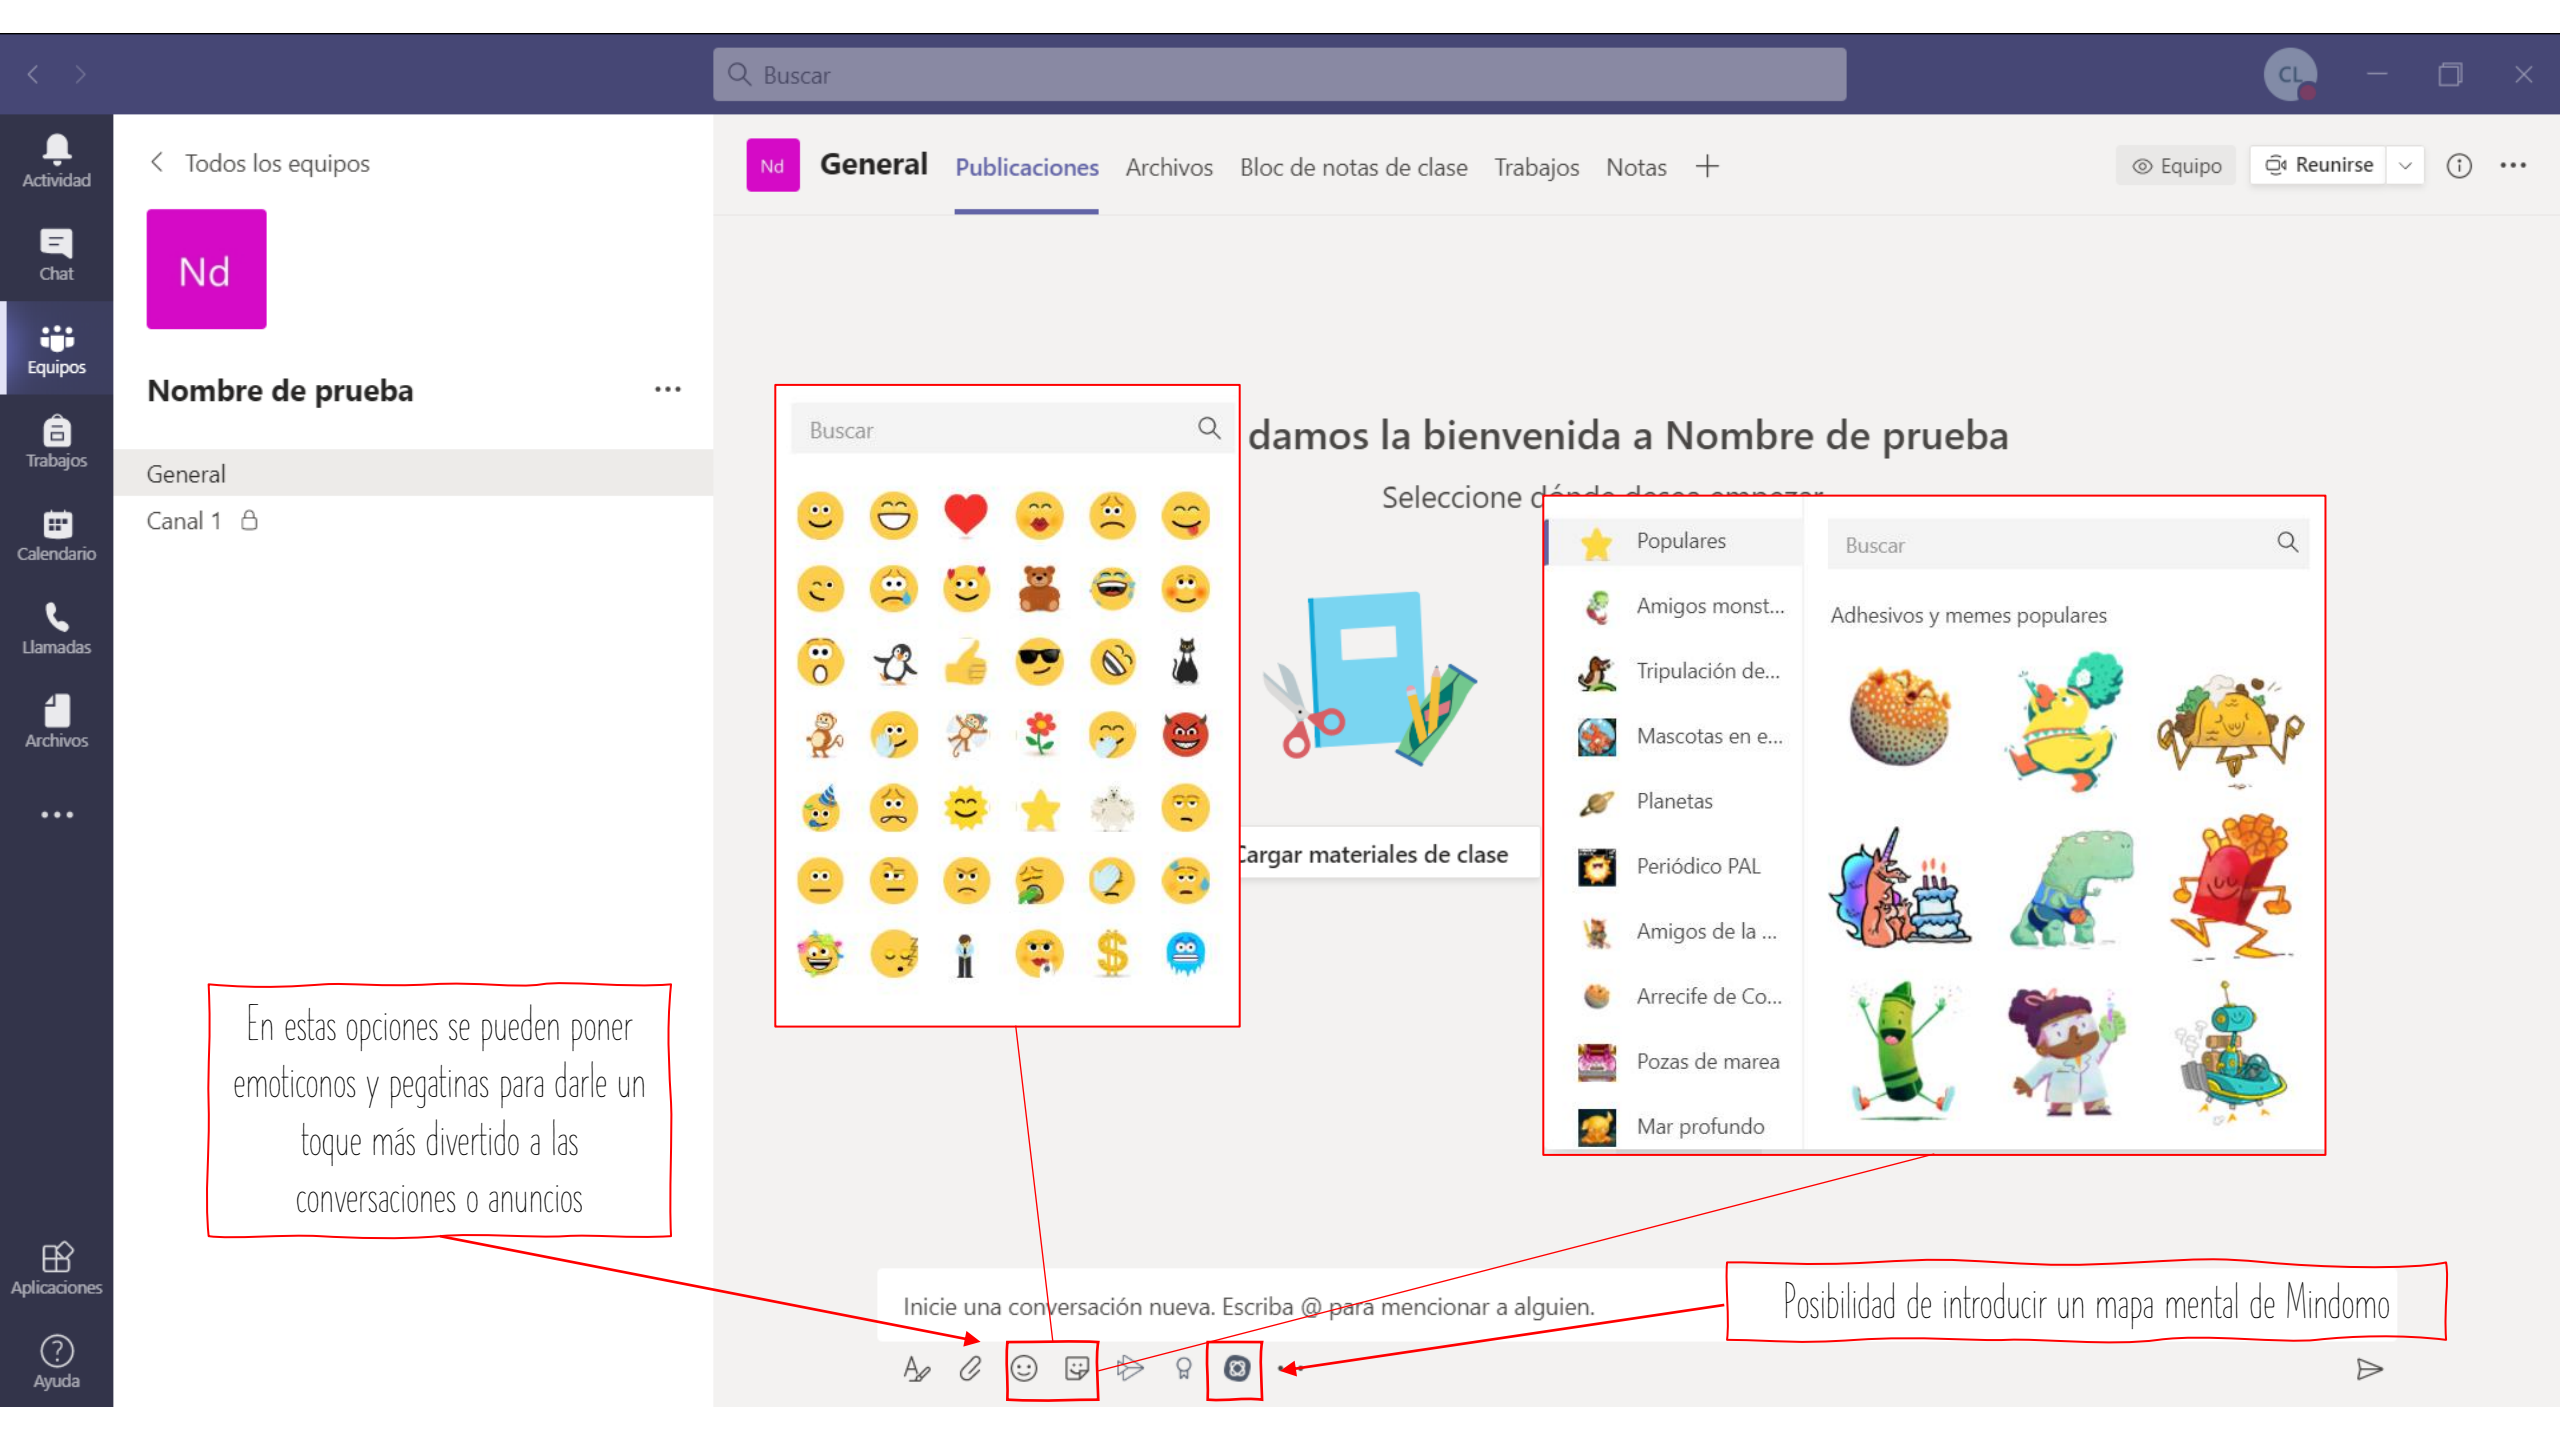 Buscar
CL
Actividad
Chat
Equipos
Trabajos
Calendario
Llamadas
Archivos
Aplicaciones
Ayuda
Todos los equipos
Nd
Nombre de prueba
General
Canal 1
Nd
General Publicaciones Archivos Bloc de notas de clase Trabajos Notas
Equipo
Reunirse
damos la bienvenida a Nombre de prueba
Seleccione dónde desea empezar
Cargar materiales de clase
Buscar
Populares
Amigos monst...
Tripulación de...
Mascotas en e...
Planetas
Periódico PAL
Amigos de la ...
Arrecife de Co...
Pozas de marea
Mar profundo
Buscar
Adhesivos y memes populares
En estas opciones se pueden poner
emoticonos y pegatinas para darle un
toque más divertido a las
conversaciones o anuncios
Inicie una conversación nueva. Escriba @ para mencionar a alguien.
Posibilidad de introducir un mapa mental de Mindomo